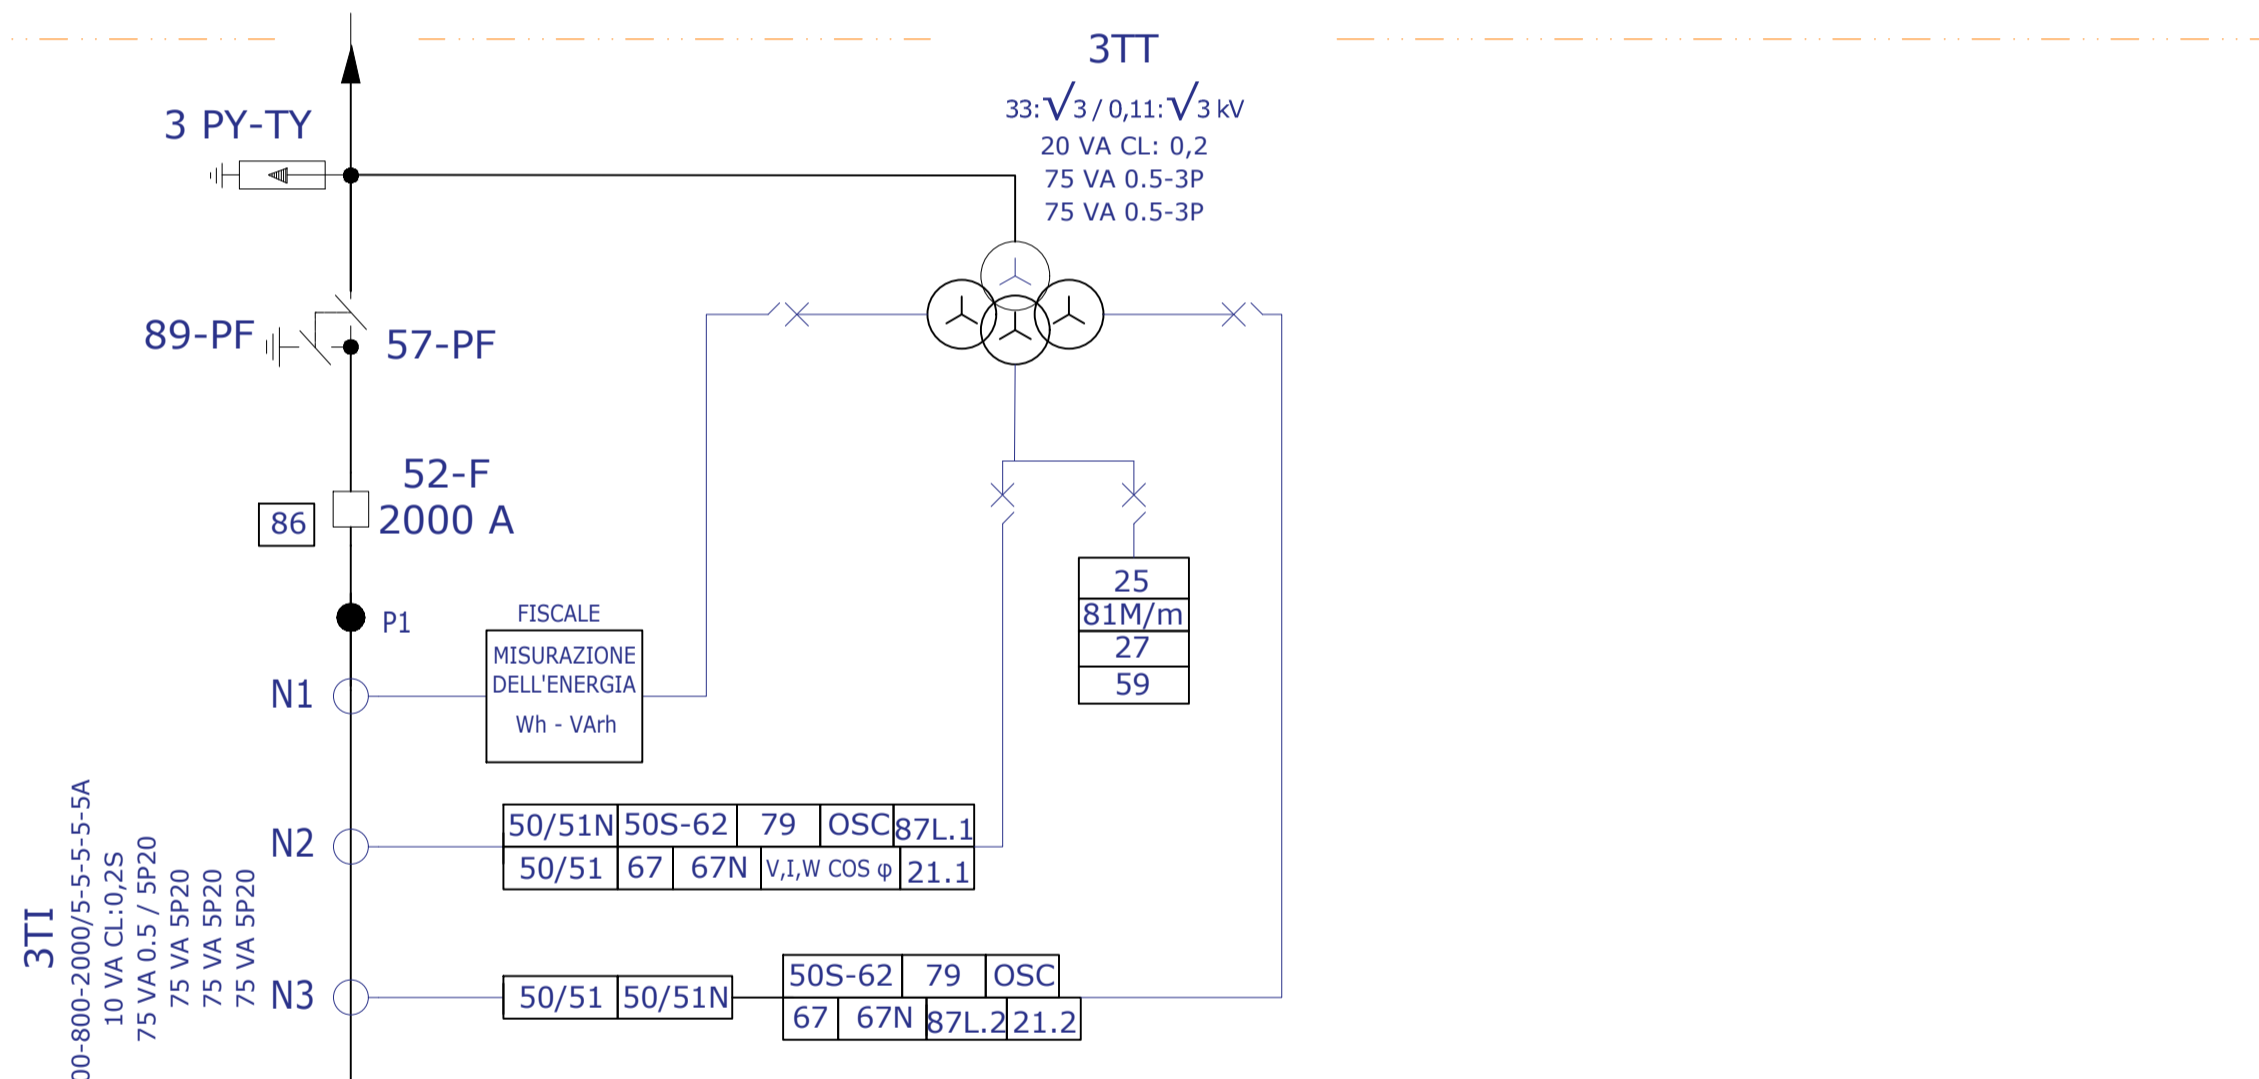 3TT
33:√3 / 0,11:√3 kV
20 VA CL: 0,2
75 VA 0.5-3P
75 VA 0.5-3P
3 PY-TY
89-PF
57-PF
52-F
2000 A
86
P1
25
81M/m
27
59
FISCALE
MISURAZIONE
DELL'ENERGIA
Wh - VArh
N1
N2
50/51N 50S-62 79 OSC 87L.1
50/51 67 67N V,I,W COS φ 21.1
N3
50/51 50/51N
50S-62 79 OSC
67 67N 87L.2 21.2
3TI
00-800-2000/5-5-5-5-5A
10 VA CL:0,2S
75 VA 0.5 / 5P20
75 VA 5P20
75 VA 5P20
75 VA 5P20